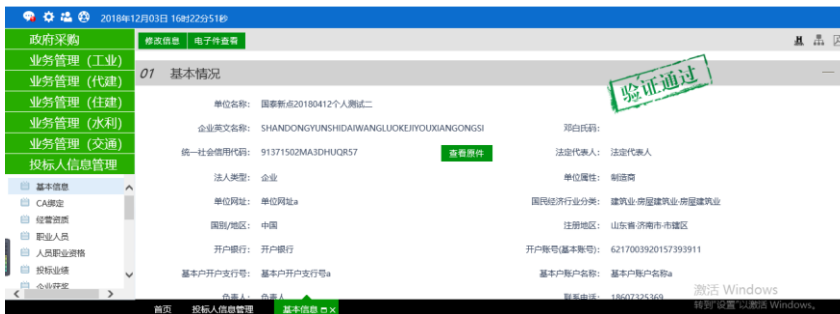 2018年12月03日 16时22分51秒
政府采购
业务管理（工业）
业务管理（代建）
业务管理（住建）
业务管理（水利）
业务管理（交通）
投标人信息管理
基本信息
CA绑定
经营资质
职业人员
人员职业资格
投标业绩
企业获奖
修改信息 电子件查看
01 基本情况
验证通过
单位名称： 国泰新点20180412个人测试二
企业英文名称： SHANDONGYUNSHIDAIWANGLUOKEJIYOUXIANGONGSI 邓白氏码：
统一社会信用代码： 91371502MA3DHUQR57 查看原件 法定代表人： 法定代表人
法人类型： 企业 单位属性： 制造商
单位网址： 单位网址a 国民经济行业分类： 建筑业·房屋建筑业·房屋建筑业
国别/地区： 中国 注册地区： 山东省·济南市·市辖区
开户银行： 开户银行 开户账号(基本账号)： 6217003920157393911
基本户开户支行号： 基本户开户支行号a 基本户账户名称： 基本户账户名称a
负责人： 负责人 联系电话： 18607325369
激活 Windows
转到"设置"以激活 Windows。
首页 投标人信息管理 基本信息